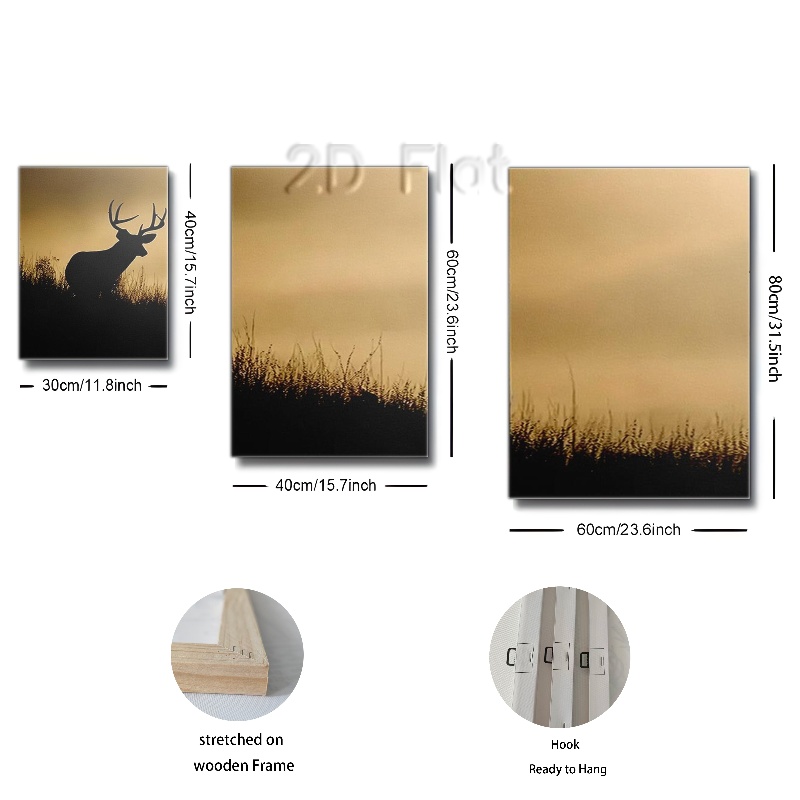 2D Flat
40cm/15.7inch
30cm/11.8inch
60cm/23.6inch
40cm/15.7inch
80cm/31.5inch
60cm/23.6inch
stretched on
wooden Frame
Hook
Ready to Hang